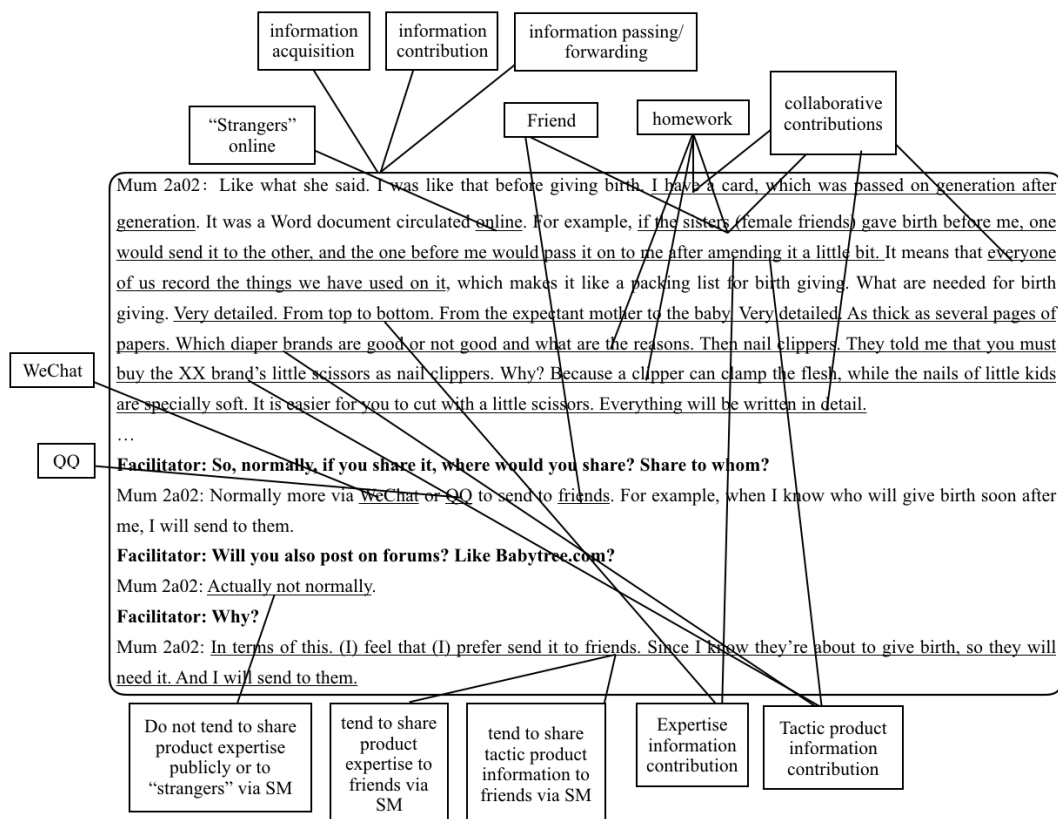 information
acquisition
information
contribution
information passing/
forwarding
“Strangers”
online
Friend
homework
collaborative
contributions
Mum 2a02: Like what she said. I was like that before giving birth. I have a card, which was passed on generation after
generation. It was a Word document circulated online. For example, if the sisters (female friends) gave birth before me, one
would send it to the other, and the one before me would pass it on to me after amending it a little bit. It means that everyone
of us record the things we have used on it, which makes it like a packing list for birth giving. What are needed for birth
giving. Very detailed. From top to bottom. From the expectant mother to the baby. Very detailed. As thick as several pages of
papers. Which diaper brands are good or not good and what are the reasons. Then nail clippers. They told me that you must
buy the XX brand’s little scissors as nail clippers. Why? Because a clipper can clamp the flesh, while the nails of little kids
are specially soft. It is easier for you to cut with a little scissors. Everything will be written in detail.
…
Facilitator: So, normally, if you share it, where would you share? Share to whom?
Mum 2a02: Normally more via WeChat or QQ to send to friends. For example, when I know who will give birth soon after
me, I will send to them.
Facilitator: Will you also post on forums? Like Babytree.com?
Mum 2a02: Actually not normally.
Facilitator: Why?
Mum 2a02: In terms of this. (I) feel that (I) prefer send it to friends. Since I know they’re about to give birth, so they will
need it. And I will send to them.
WeChat
QQ
Do not tend to share
product expertise
publicly or to
“strangers” via SM
tend to share
product
expertise to
friends via
SM
tend to share
tactic product
information to
friends via SM
Expertise
information
contribution
Tactic product
information
contribution